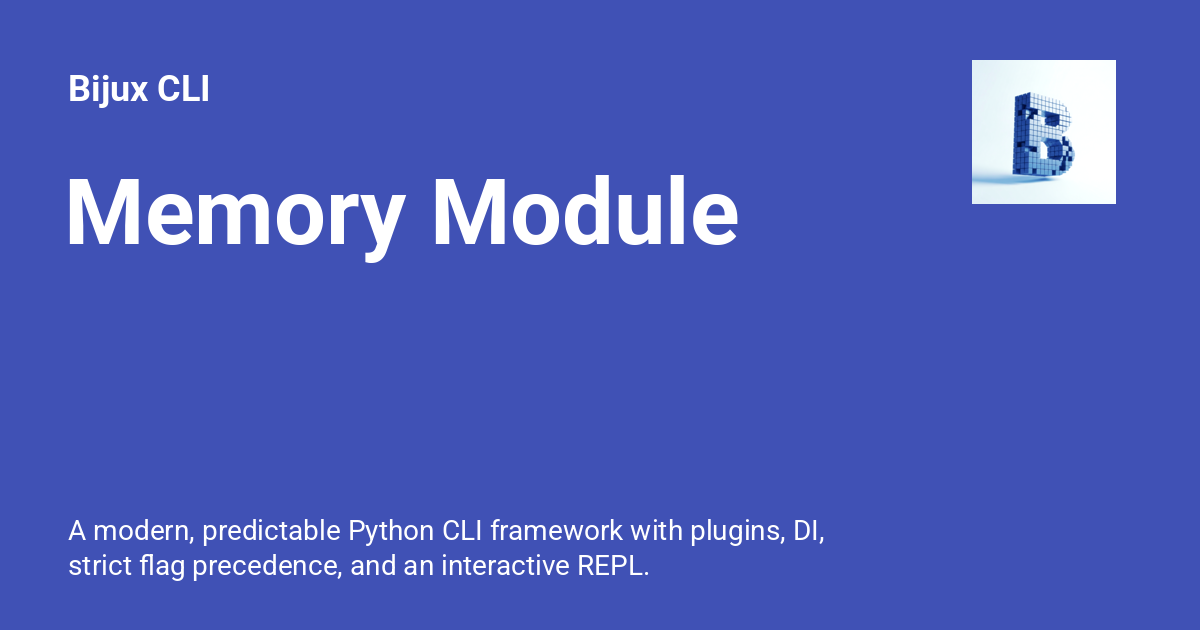 Bijux CLI
B
Memory Module
A modern, predictable Python CLI framework with plugins, DI,
strict flag precedence, and an interactive REPL.